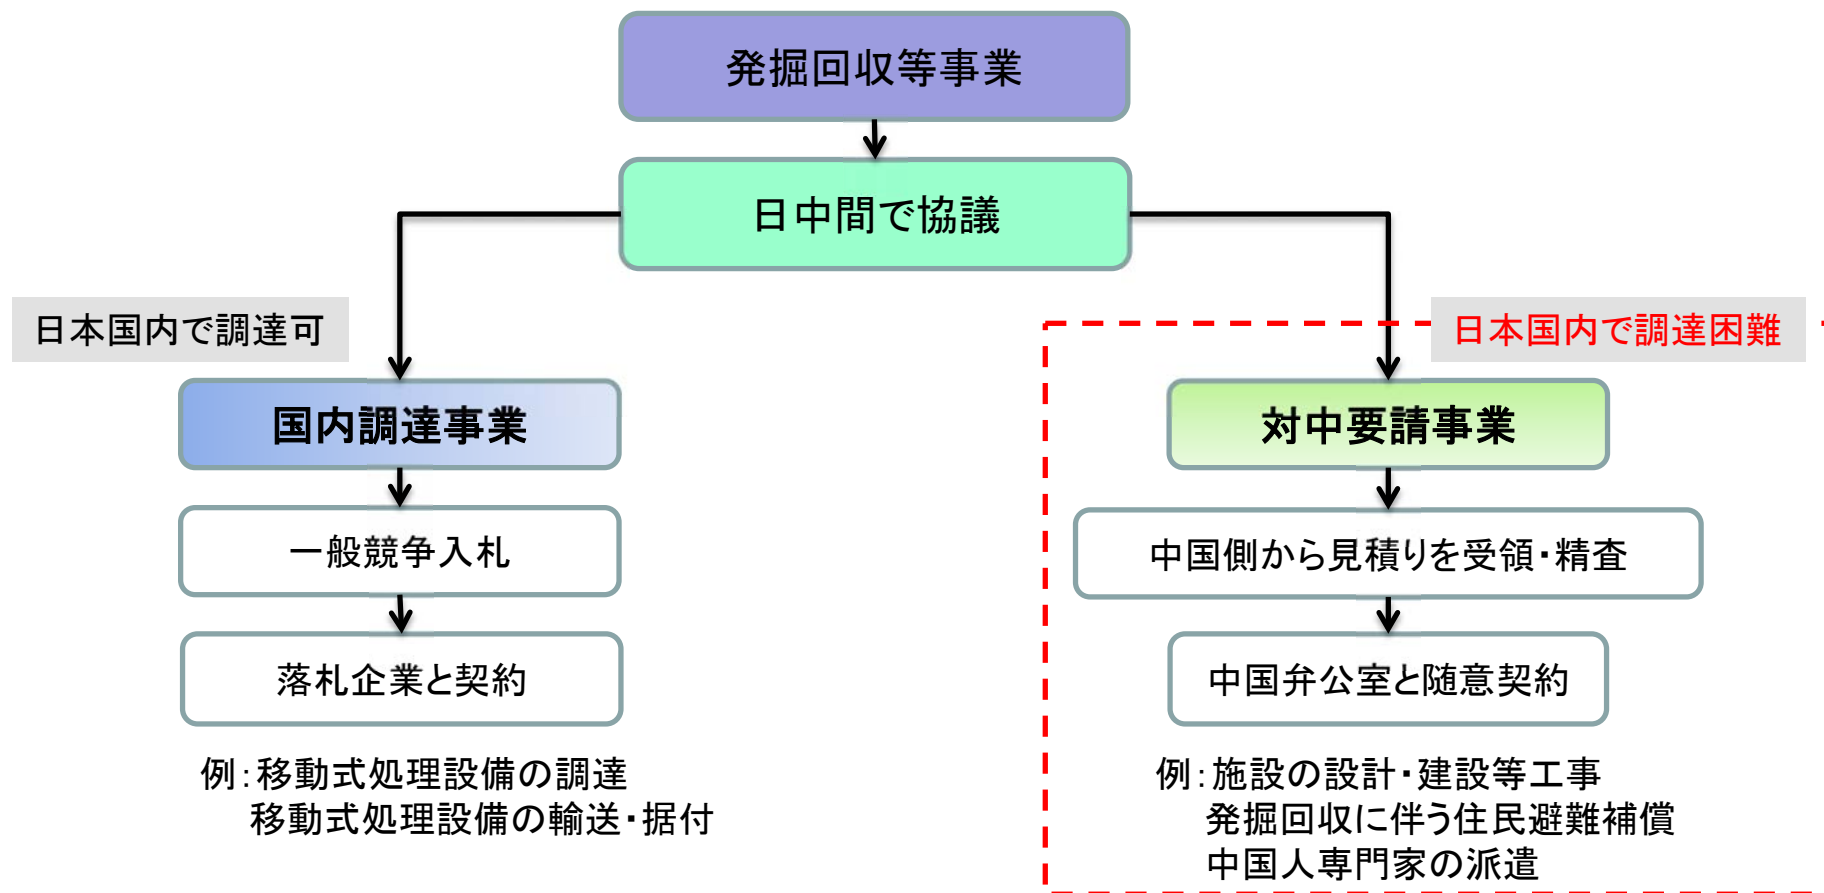 発掘回収等事業
日中間で協議
日本国内で調達可
日本国内で調達困難
国内調達事業
対中要請事業
一般競争入札
中国側から見積りを受領・精査
落札企業と契約
中国弁公室と随意契約
例：移動式処理設備の調達
移動式処理設備の輸送・据付
例：施設の設計・建設等工事
発掘回収に伴う住民避難補償
中国人専門家の派遣